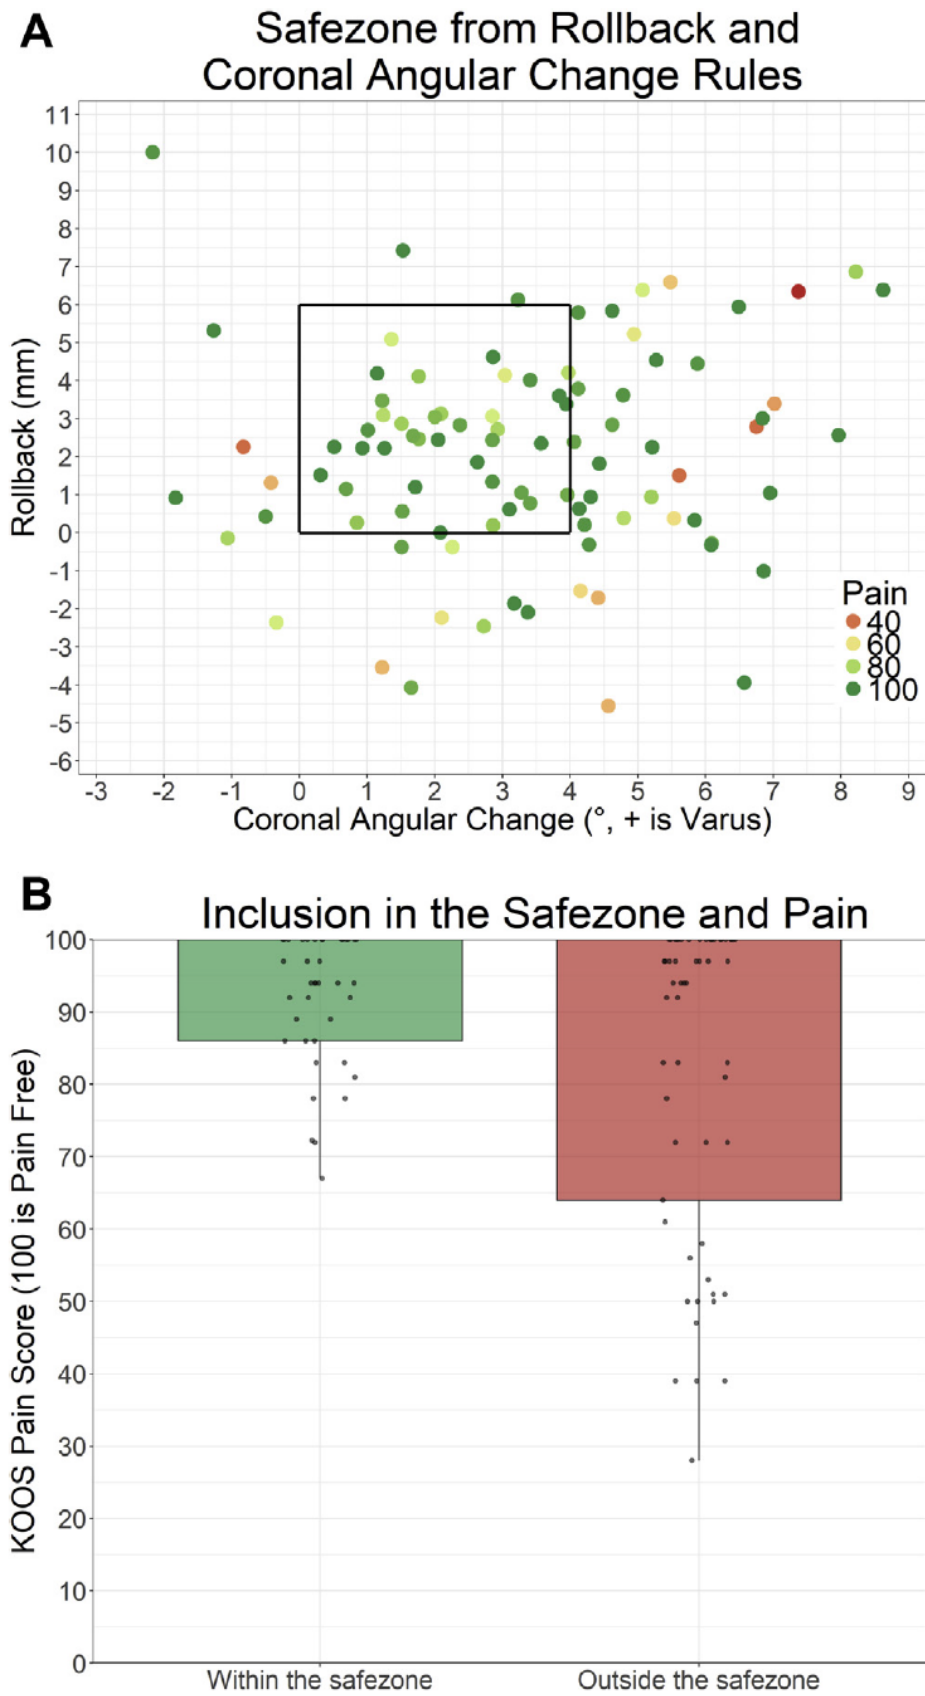 A
Safezone from Rollback and
Coronal Angular Change Rules
Rollback (mm)
11
10
9
8
7
6
5
4
3
2
1
0
-1
-2
-3
-4
-5
-6
-3 -2 -1 0 1 2 3 4 5 6 7 8 9
Coronal Angular Change (°, + is Varus)
Pain
40
60
80
100
B
Inclusion in the Safezone and Pain
KOOS Pain Score (100 is Pain Free)
100
90
80
70
60
50
40
30
20
10
0
Within the safezone
Outside the safezone